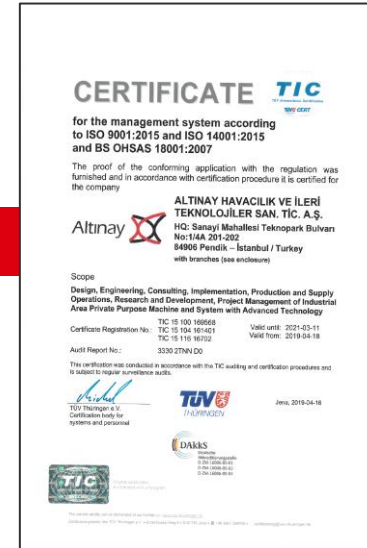 CERTIFICATE
TIC
TÜV CERT
for the management system according
to ISO 9001:2015 and ISO 14001:2015
and BS OHSAS 18001:2007
The proof of the conforming application with the regulation was
furnished and in accordance with certification procedure it is certified for
the company
Altınay
ALTINAY HAVACILIK VE İLERİ
TEKNOLOJİLER SAN. TİC. A.Ş.
HQ: Sanayi Mahallesi Teknopark Bulvarı
No:1/4A 201-202
84906 Pendik – İstanbul / Turkey
with branches (see enclosure)
Scope
Design, Engineering, Consulting, Implementation, Production and Supply
Operations, Research and Development, Project Management of Industrial
Area Private Purpose Machine and System with Advanced Technology
Certificate Registration No.:
TIC 15 100 169568
TIC 15 104 161401
TIC 15 116 16702
Valid until: 2021-03-11
Valid from: 2019-04-18
Audit Report No.: 3330 2TNN D0
This certification was conducted in accordance with the TIC auditing and certification procedures and
is subject to regular surveillance audits.
TÜV Thüringen e.V.
Certification body for
systems and personnel
TÜV
THÜRINGEN
Jena, 2019-04-16
DAkkS
Deutsche
Akkreditierungsstelle
TIC